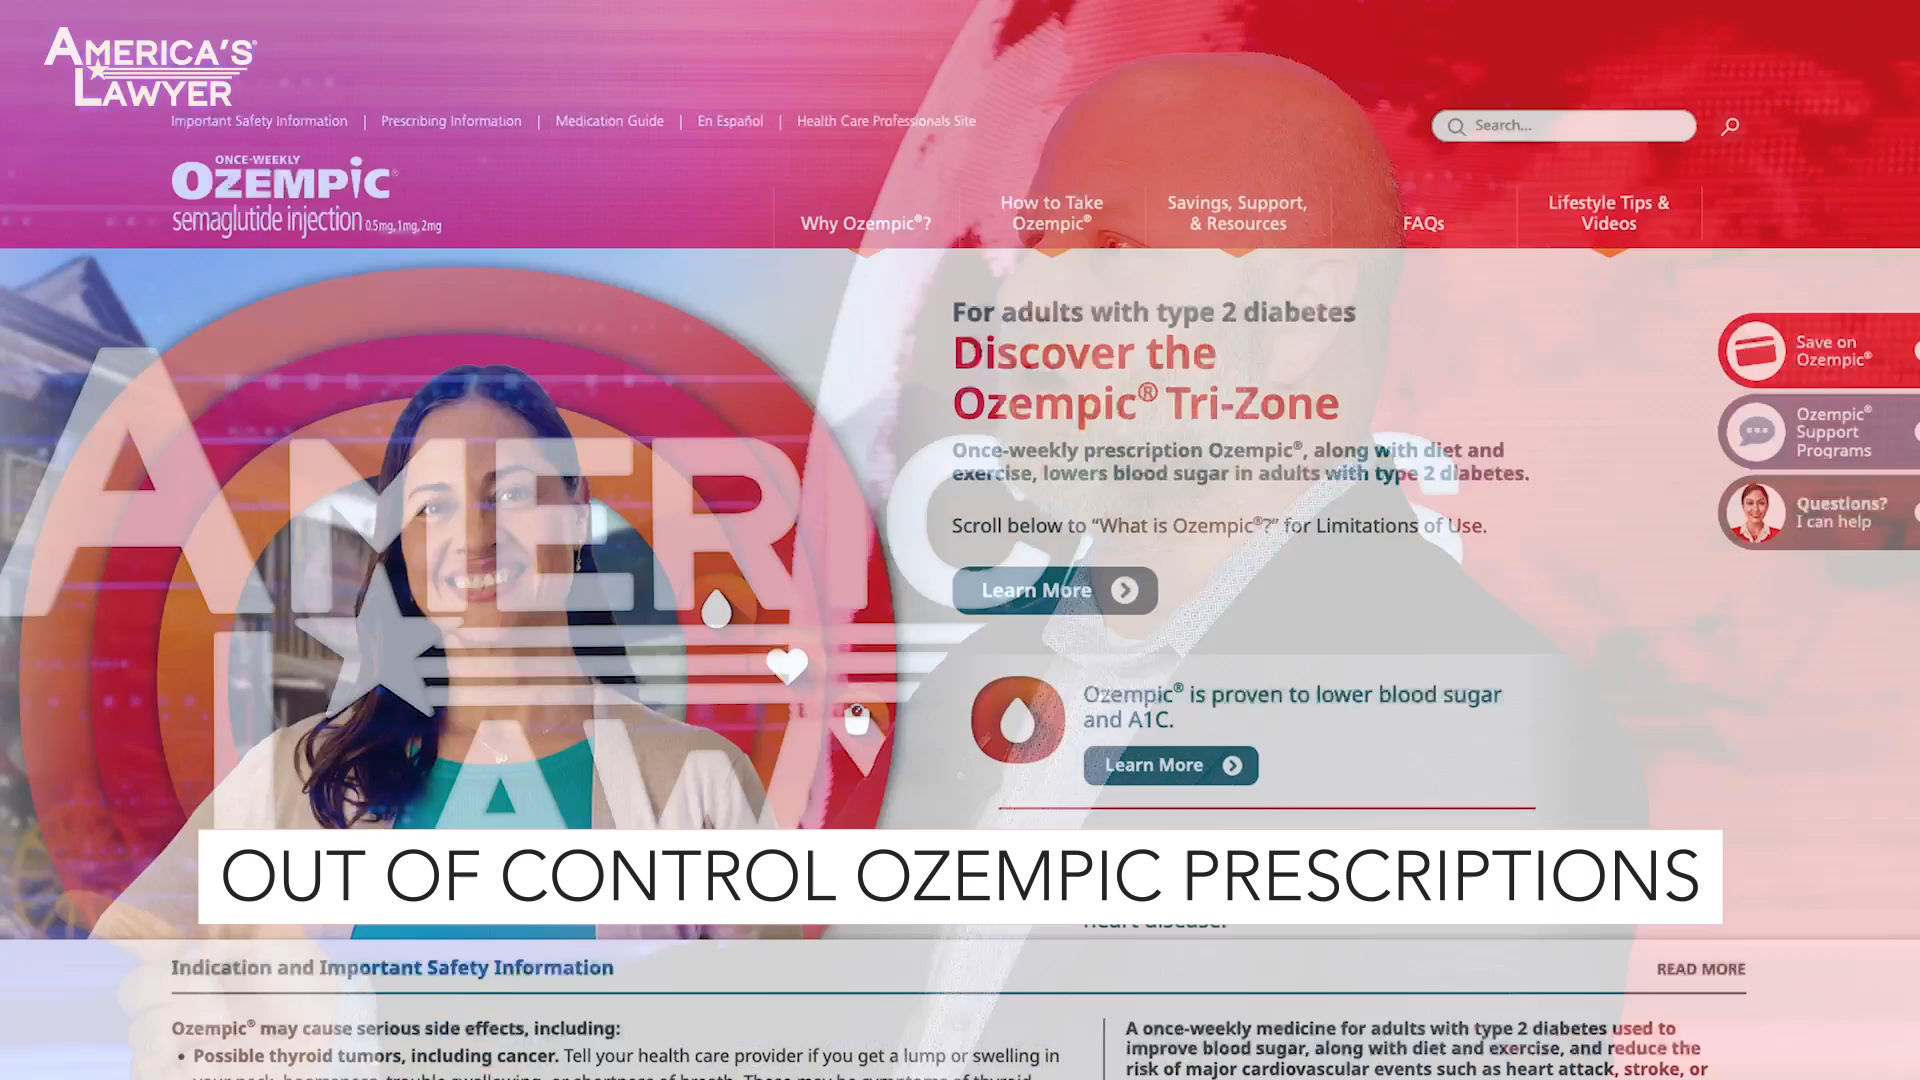 AMERICA'S
LAWYER
Important Safety Information | Prescribing Information | Medication Guide | En Español | Health Care Professionals Site
Search...
ONCE-WEEKLY
OZEMPIC®
semaglutide injection 0.5mg, 1mg, 2mg
Why Ozempic®?
How to Take
Ozempic®
Savings, Support,
& Resources
FAQs
Lifestyle Tips &
Videos
For adults with type 2 diabetes
Discover the
Ozempic® Tri-Zone
Once-weekly prescription Ozempic®, along with diet and
exercise, lowers blood sugar in adults with type 2 diabetes.
Scroll below to “What is Ozempic®?” for Limitations of Use.
Learn More
Save on
Ozempic®
Ozempic®
Support
Programs
Questions?
I can help
AMERIC
LAW
Ozempic® is proven to lower blood sugar
and A1C.
Learn More
OUT OF CONTROL OZEMPIC PRESCRIPTIONS
heart disease.
Indication and Important Safety Information
READ MORE
Ozempic® may cause serious side effects, including:
• Possible thyroid tumors, including cancer. Tell your health care provider if you get a lump or swelling in
A once-weekly medicine for adults with type 2 diabetes used to
improve blood sugar, along with diet and exercise, and reduce the
risk of major cardiovascular events such as heart attack, stroke, or